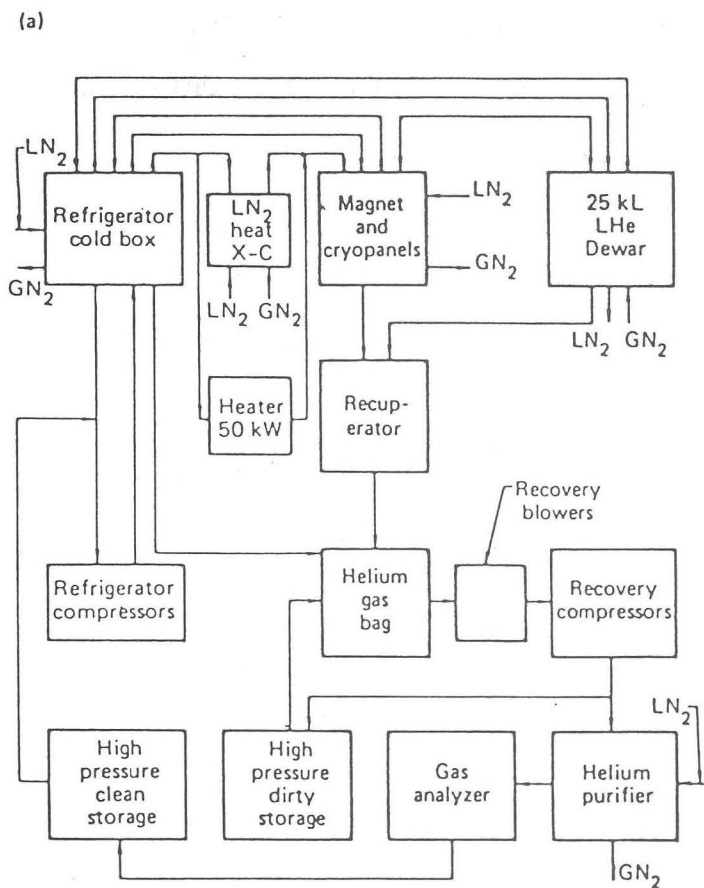 (a)
LN2
Refrigerator
cold box
GN2
LN2
heat
X-C
LN2
GN2
Magnet
and
cryopanels
LN2
GN2
25 kL
LHe
Dewar
LN2
GN2
Heater
50 kW
Recup-
erator
Recovery
blowers
Refrigerator
compressors
Helium
gas
bag
Recovery
compressors
High
pressure
clean
storage
High
pressure
dirty
storage
Gas
analyzer
LN2
Helium
purifier
GN2